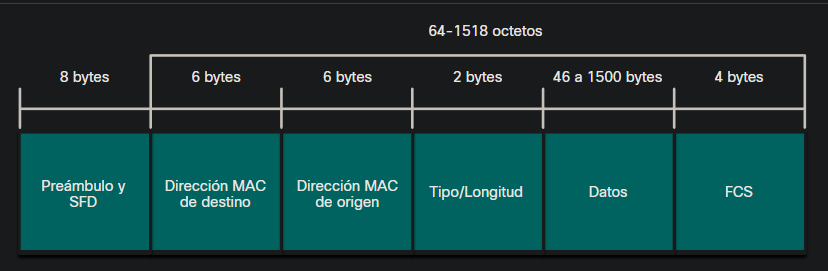 64-1518 octetos
8 bytes
6 bytes
6 bytes
2 bytes
46 a 1500 bytes
4 bytes
Preámbulo y
SFD
Dirección MAC
de destino
Dirección MAC
de origen
Tipo/Longitud
Datos
FCS